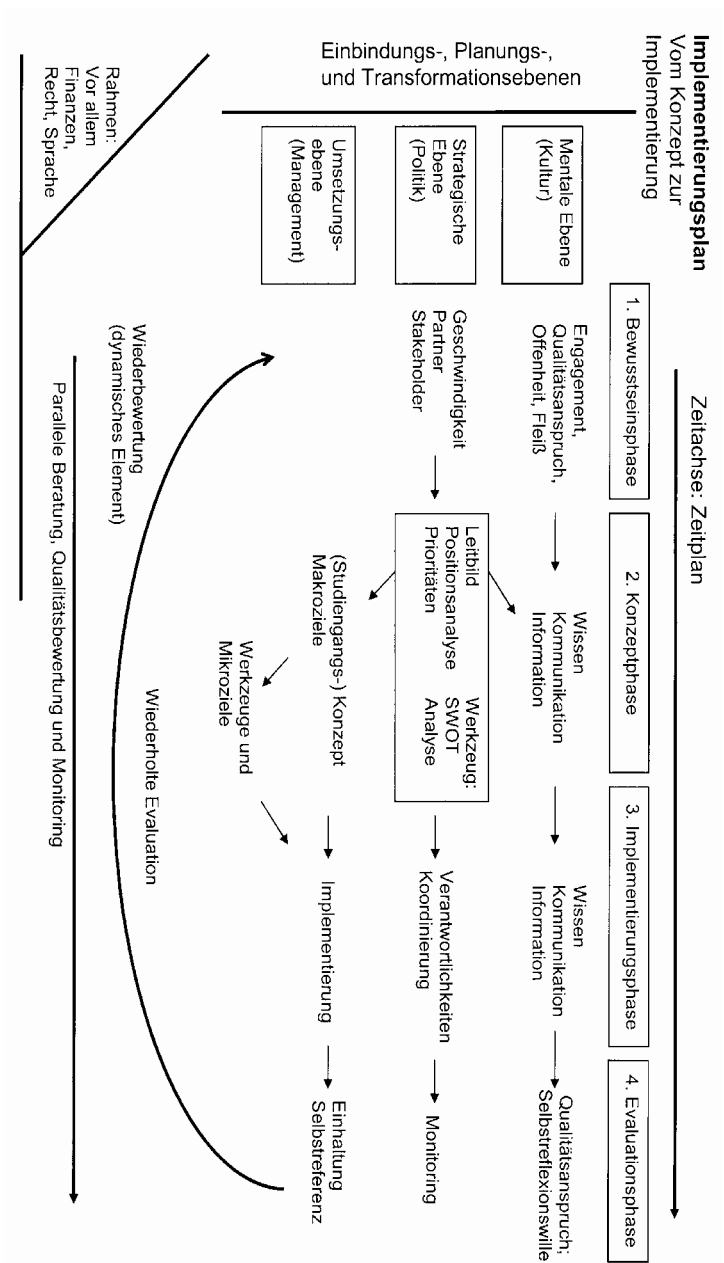 Implementierungsplan
Vom Konzept zur
Implementierung
Zeitachse: Zeitplan
1. Bewusstseinsphase
2. Konzeptphase
3. Implementierungsphase
4. Evaluationsphase
Einbindungs-, Planungs-,
und Transformationsebenen
Mentale Ebene
(Kultur)
Engagement,
Qualitätsanspruch,
Offenheit, Fleiß
Wissen
Kommunikation
Information
Wissen
Kommunikation
Information
Qualitätsanspruch;
Selbstreflexionswille
Strategische
Ebene
(Politik)
Geschwindigkeit
Partner
Stakeholder
Leitbild
Positionsanalyse
Prioritäten
Werkzeug:
SWOT
Analyse
Verantwortlichkeiten
Koordinierung
Monitoring
Umsetzungs-
ebene
(Management)
(Studiengangs-) Konzept
Makroziele
Werkzeuge und
Mikroziele
Implementierung
Einhaltung
Selbstreferenz
Wiederbewertung
(dynamisches Element)
Wiederholte Evaluation
Parallele Beratung, Qualitätsbewertung und Monitoring
Rahmen:
Vor allem
Finanzen,
Recht, Sprache